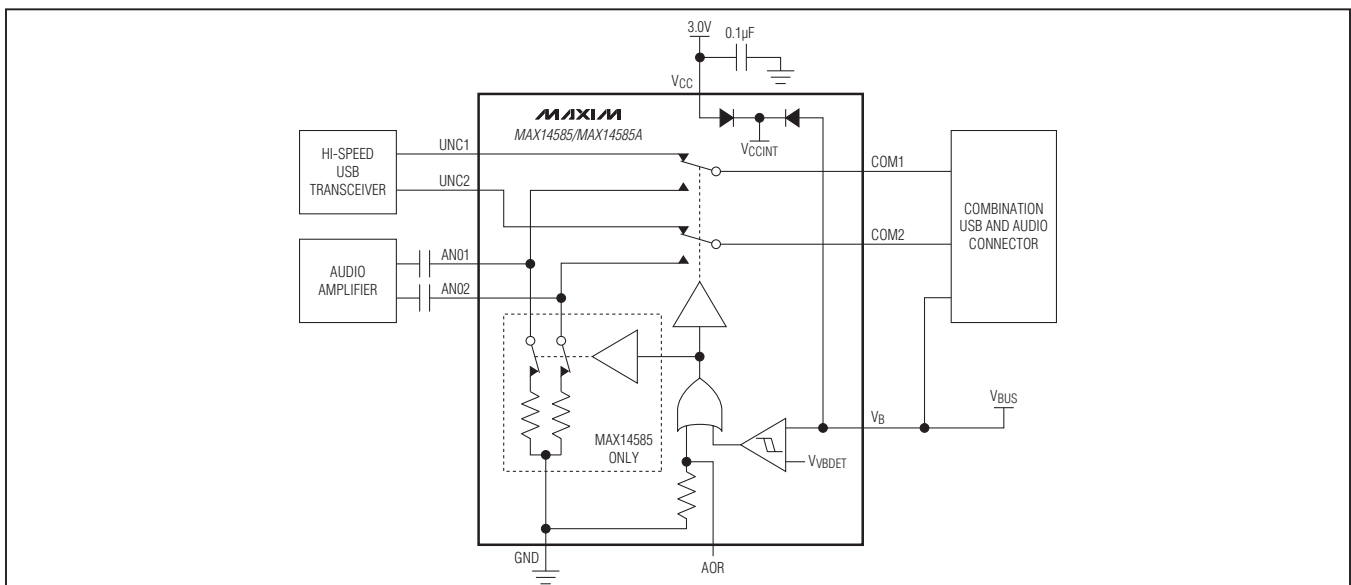 3.0V
0.1µF
VCC
MAXIM
MAX14585/MAX14585A
VCCINT
HI-SPEED
USB
TRANSCEIVER
UNC1
UNC2
COM1
COM2
COMBINATION
USB AND AUDIO
CONNECTOR
AUDIO
AMPLIFIER
AN01
AN02
MAX14585
ONLY
VB
VBUS
VVBDET
GND
AOR